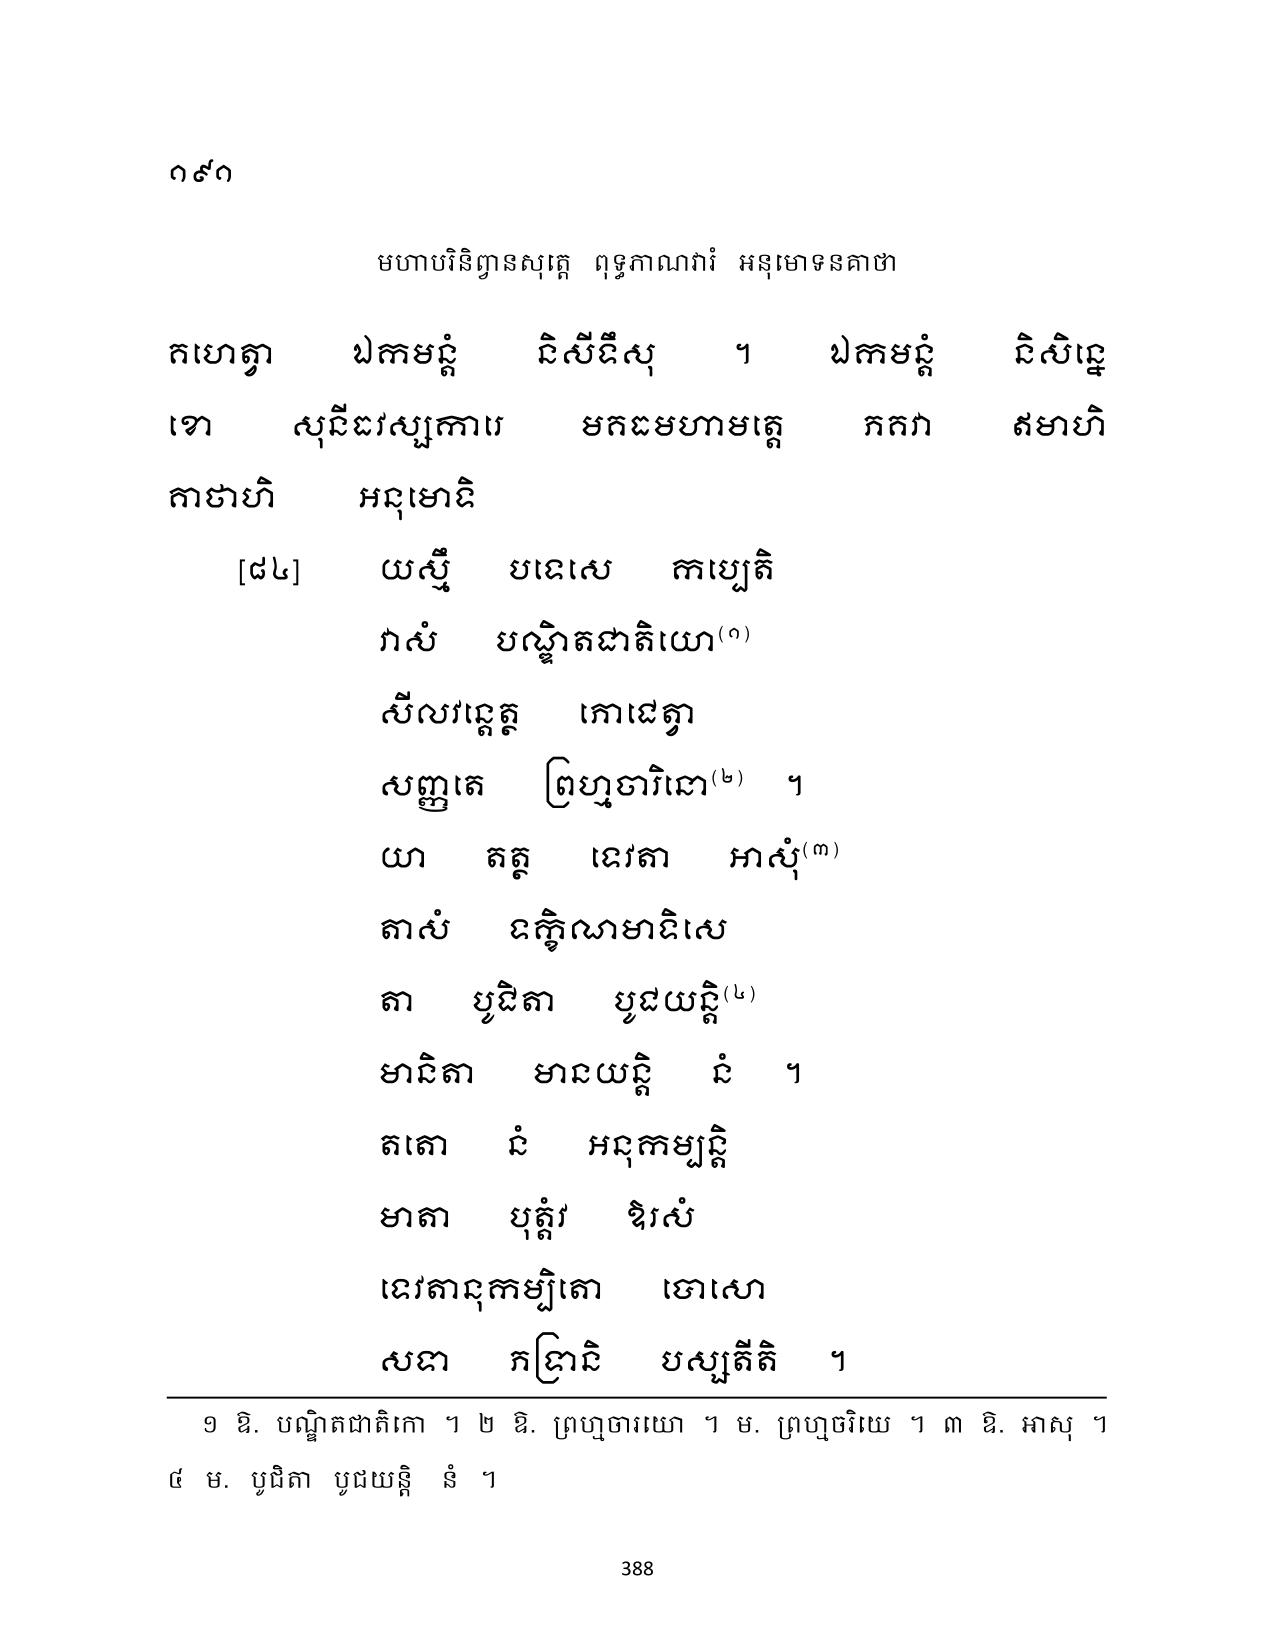 ១៩១
មហាបរិនិព្វានសុត្តេ ពុទ្ធភាណវារំ អនុមោទនគាថា
គហេត្វា ឯកមន្តំ និសីទឹសុ ។ ឯកមន្តំ និសិន្នេ
ខោ សុនីធវស្សការេ មគធមហាមត្តេ ភគវា ឥមាហិ
គាថាហិ អនុមោទិ
[៨៤] យស្មឹ បទេសេ កប្បេតិ
វាសំ បណ្ឌិតជាតិយោ(១)
សីលវន្តេត្ថ ភោជេត្វា
សញ្ញតេ ព្រហ្មចារិនោ(២) ។
យា តត្ថ ទេវតា អាសុំ(៣)
តាសំ ទក្ខិណមាទិសេ
តា បូជិតា បូជយន្តិ(៤)
មានិតា មានយន្តិ នំ ។
តតោ នំ អនុកម្បន្តិ
មាតា បុត្តំវ ឱរសំ
ទេវតានុកម្បិតោ បោសោ
សទា ភទ្រានិ បស្សតីតិ ។
១ ឱ. បណ្ឌិតជាតិកោ ។ ២ ឱ. ព្រហ្មចារយោ ។ ម. ព្រហ្មចរិយេ ។ ៣ ឱ. អាសុ ។
៤ ម. បូជិតា បូជយន្តិ នំ ។
388